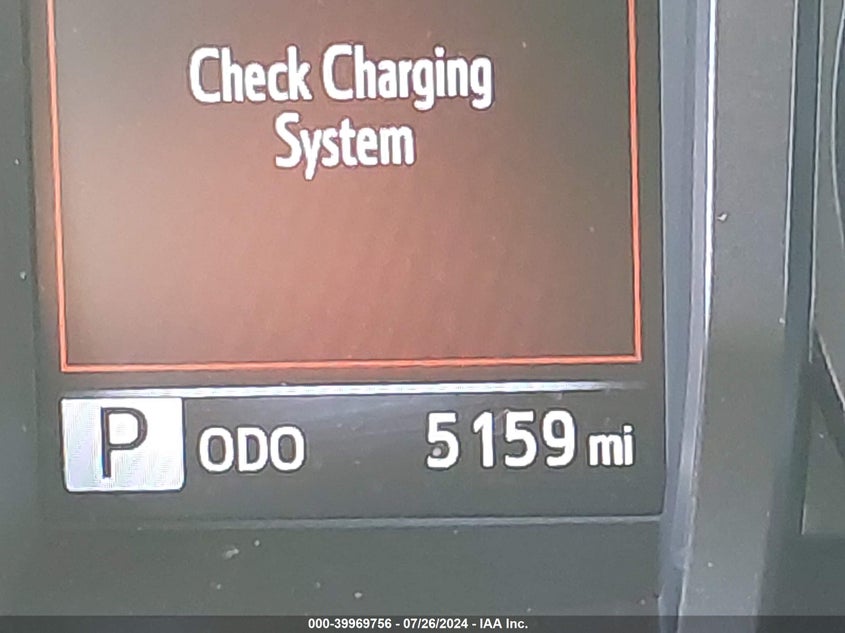 Check Charging
System
P ODO 5159 mi
000-39969756 - 07/26/2024 - IAA Inc.